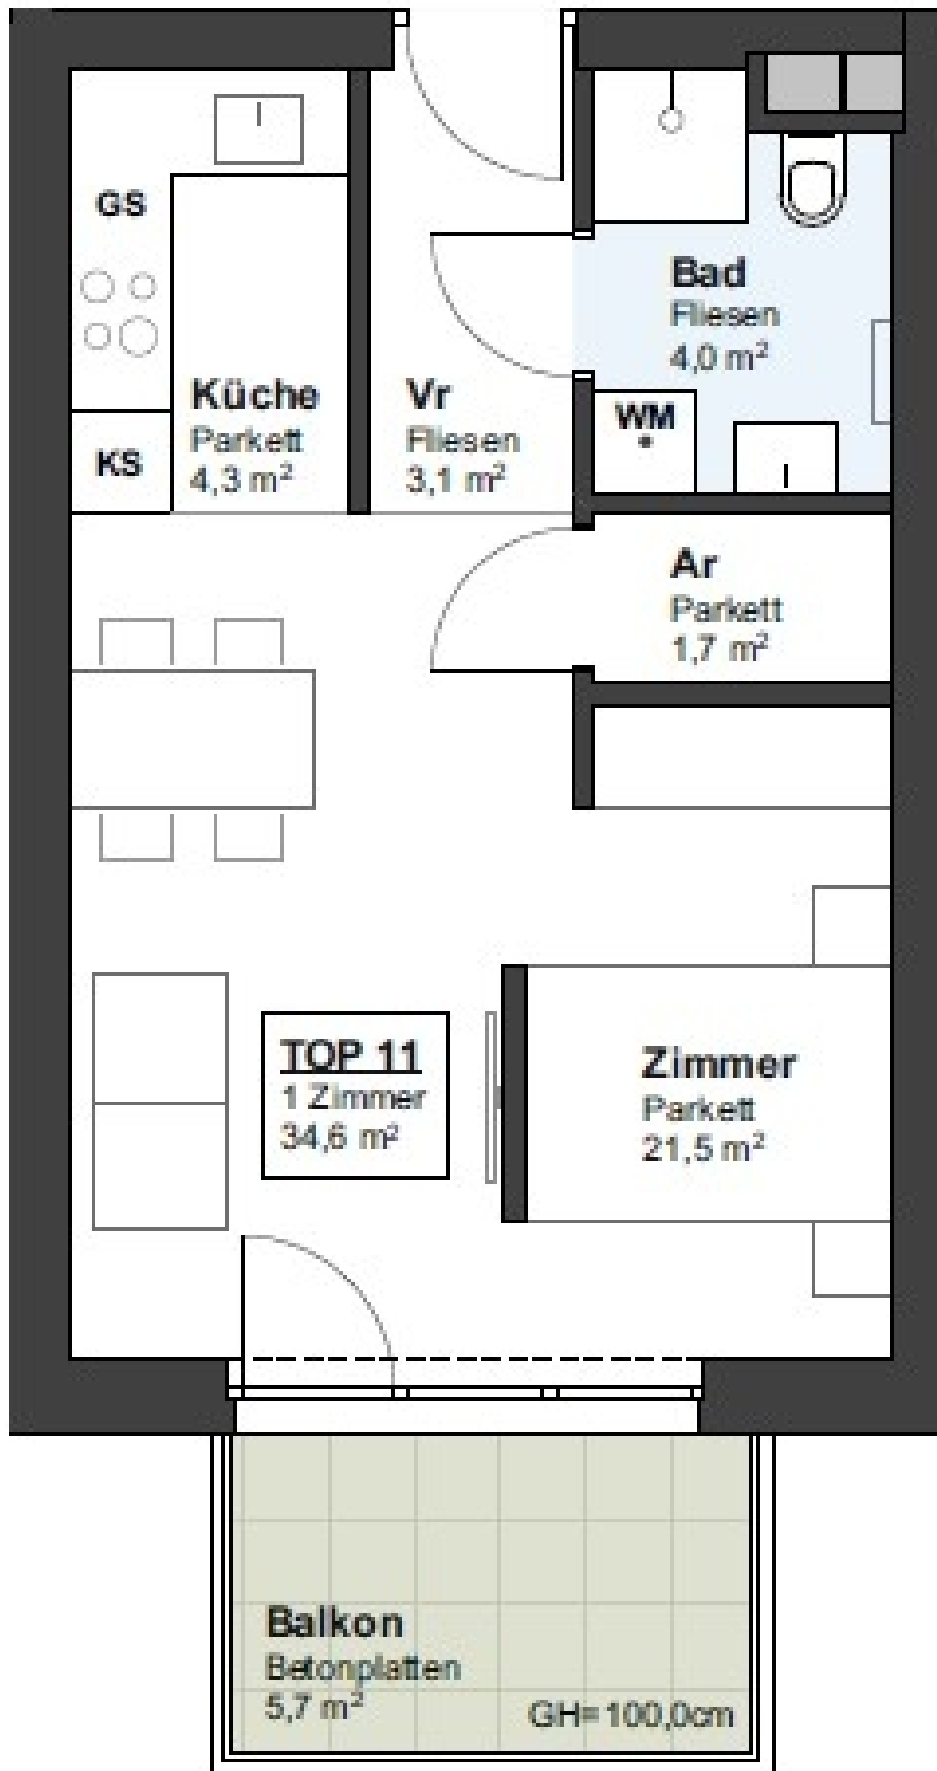 GS
Bad
Fliesen
4,0 m²
Küche
Parkett
4,3 m²
Vr
Fliesen
3,1 m²
WM
KS
Ar
Parkett
1,7 m²
TOP 11
1 Zimmer
34,6 m²
Zimmer
Parkett
21,5 m²
Balkon
Betonplatten
5,7 m²
GH=100,0cm